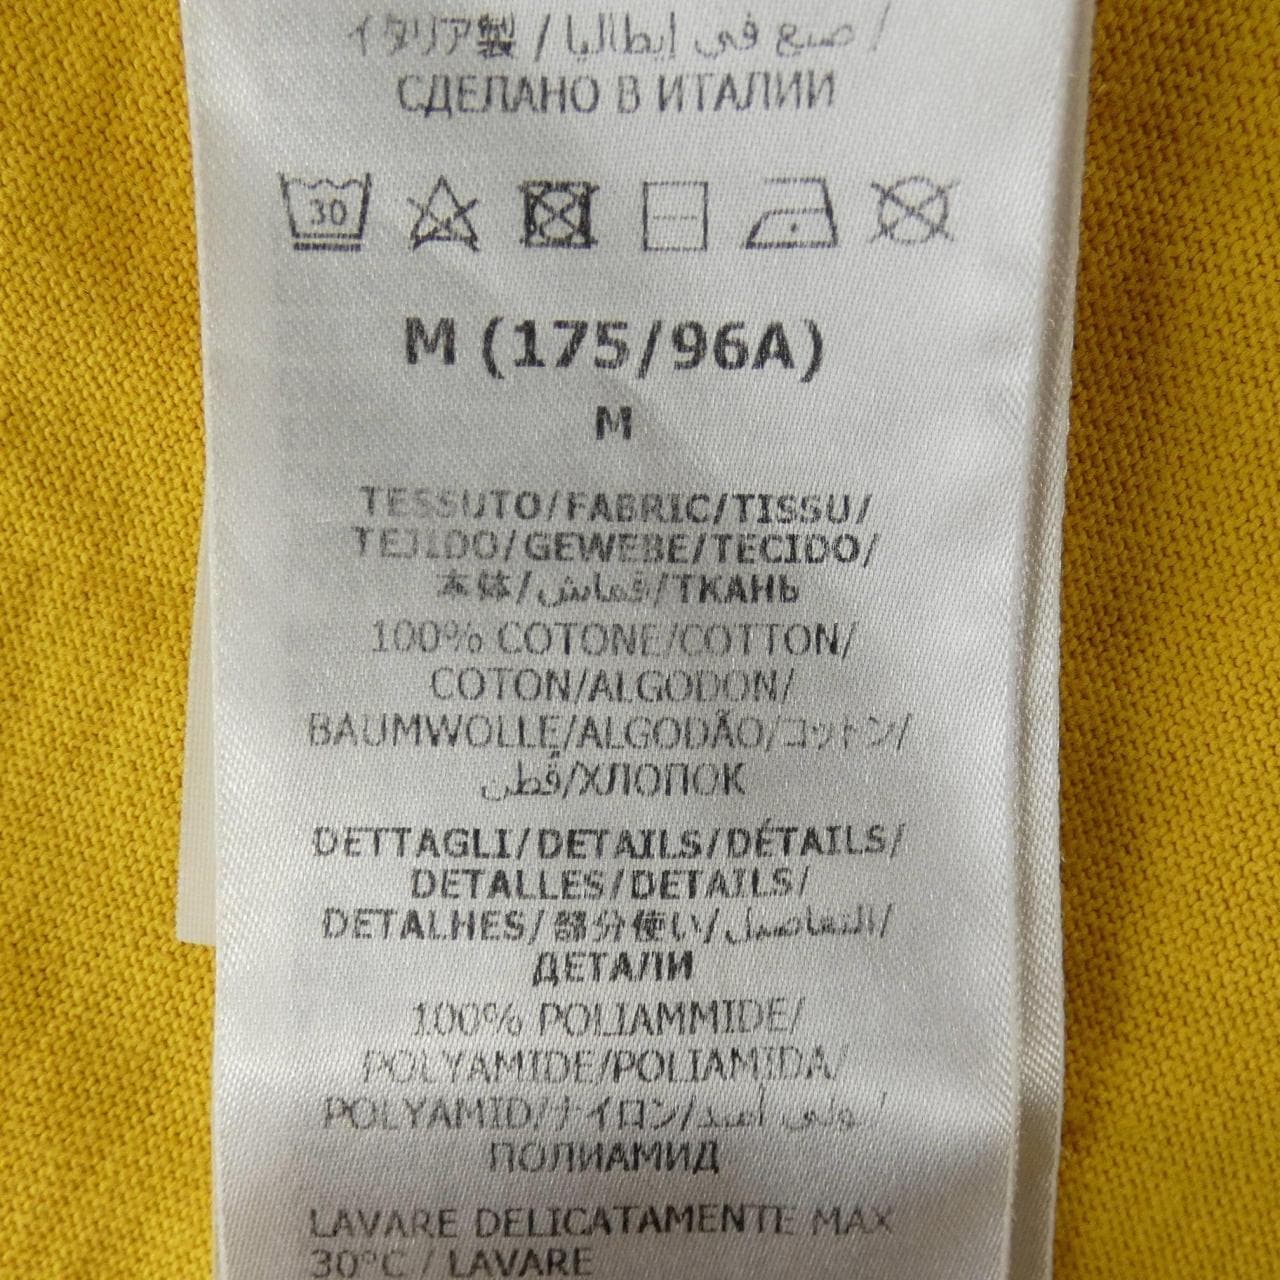 イタリア製 / صنع في إيطاليا /
СДЕЛАНО В ИТАЛИИ
30
M (175/96A)
M
TESSUTO/FABRIC/TISSU/
TEJIDO/GEWEBE/TECIDO/
本体/قماش/ТКАНЬ
100% COTONE/COTTON/
COTON/ALGODON/
BAUMWOLLE/ALGODÃO/コットン/
قُطن/ХЛОПОК
DETTAGLI/DETAILS/DÉTAILS/
DETALLES/DETAILS/
DETALHES/部分使い/التفاصيل/
ДЕТАЛИ
100% POLIAMMIDE/
POLYAMIDE/POLIAMIDA/
POLYAMID/ナイロン/بولي أميد/
ПОЛИАМИД
LAVARE DELICATAMENTE MAX
30°C / LAVARE